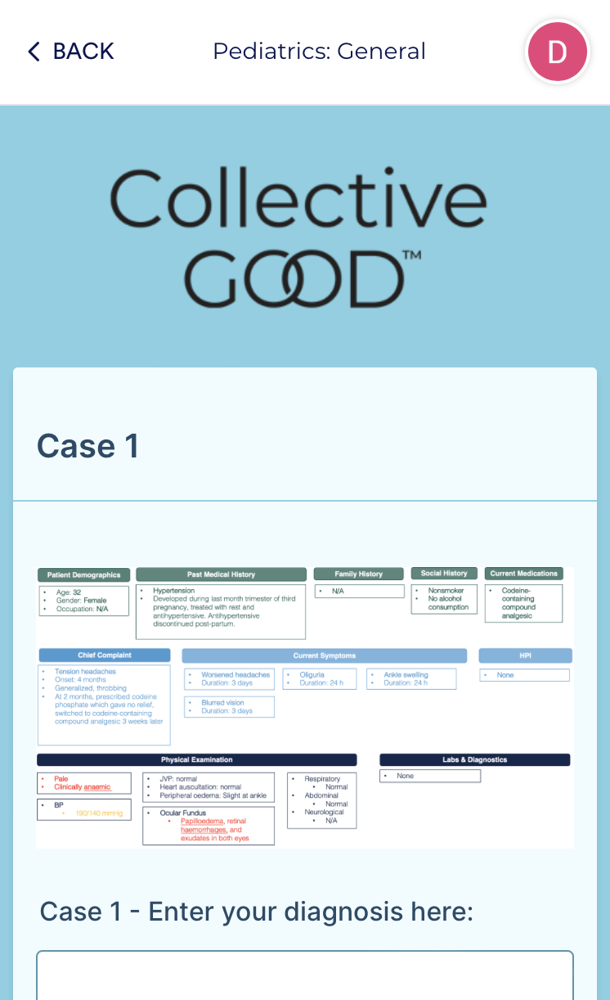 BACK
Pediatrics: General
D
Collective
GOOD™
Case 1
Patient Demographics
• Age: 32
• Gender: Female
• Occupation: N/A
Past Medical History
• Hypertension
• Developed during last month trimester of third
pregnancy, treated with rest and
antihypertensive. Antihypertensive
discontinued post-partum.
Family History
• N/A
Social History
• Nonsmoker
• No alcohol
consumption
Current Medications
• Codeine-
containing
compound
analgesic
Chief Complaint
• Tension headaches
• Onset: 4 months
• Generalized, throbbing
• At 2 months, prescribed codeine
phosphate which gave no relief,
switched to codeine-containing
compound analgesic 3 weeks later
Current Symptoms
• Worsened headaches
• Duration: 3 days
• Oliguria
• Duration: 24 h
• Ankle swelling
• Duration: 24 h
• Blurred vision
• Duration: 3 days
HPI
• None
Physical Examination
• Pale
• Clinically anaemic
• BP
• 190/140 mmHg
• JVP: normal
• Heart auscultation: normal
• Peripheral oedema: Slight at ankle
• Ocular Fundus
• Papilloedema, retinal
haemorrhages, and
exudates in both eyes
• Respiratory
• Normal
• Abdominal
• Normal
• Neurological
• N/A
Labs & Diagnostics
• None
Case 1 - Enter your diagnosis here: